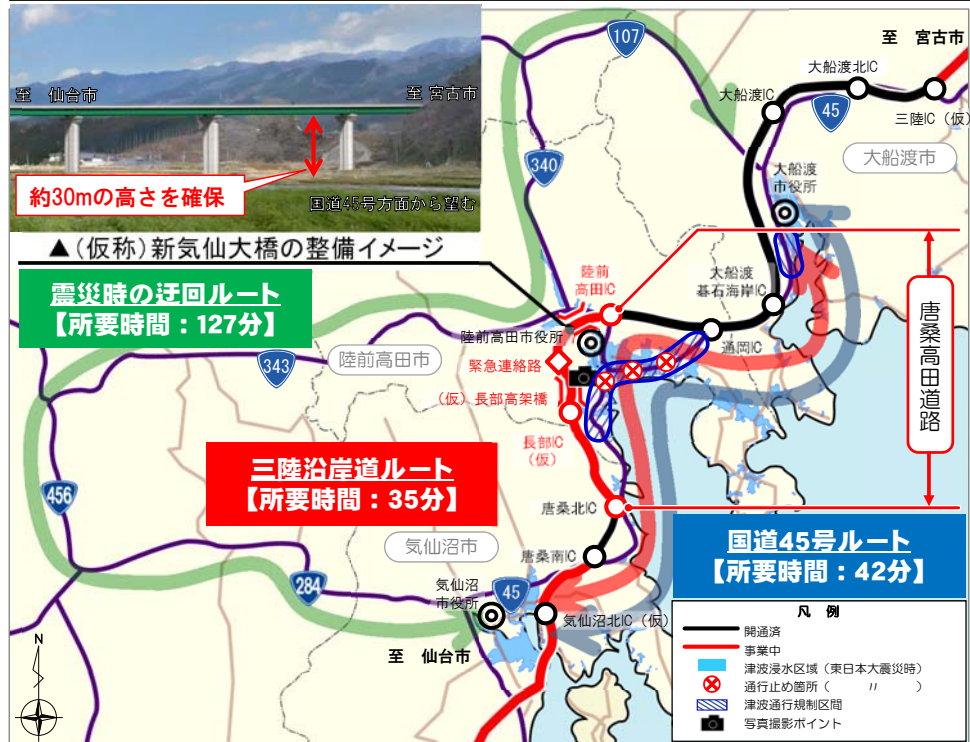 至 仙台市
至 宮古市
約30mの高さを確保
国道45号方面から望む
▲(仮称)新気仙大橋の整備イメージ
震災時の迂回ルート
【所要時間：127分】
107
至 宮古市
大船渡北IC
大船渡IC
45
三陸IC（仮）
大船渡市
340
大船渡
市役所
陸前
高田IC
大船渡
碁石海岸IC
唐桑高田道路
陸前高田市役所
通岡IC
343
陸前高田市
緊急連絡路
（仮）長部高架橋
長部IC
（仮）
三陸沿岸道ルート
【所要時間：35分】
456
唐桑北IC
国道45号ルート
【所要時間：42分】
気仙沼市
唐桑南IC
284
気仙沼
市役所
45
気仙沼北IC（仮）
至 仙台市
N
凡 例
開通済
事業中
津波浸水区域（東日本大震災時）
通行止め箇所（ 〃 ）
津波通行規制区間
写真撮影ポイント